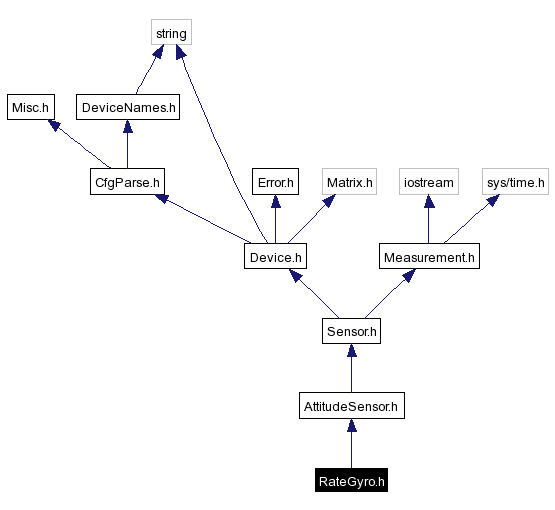 string
Misc.h
DeviceNames.h
CfgParse.h
Error.h
Matrix.h
iostream
sys/time.h
Device.h
Measurement.h
Sensor.h
AttitudeSensor.h
RateGyro.h